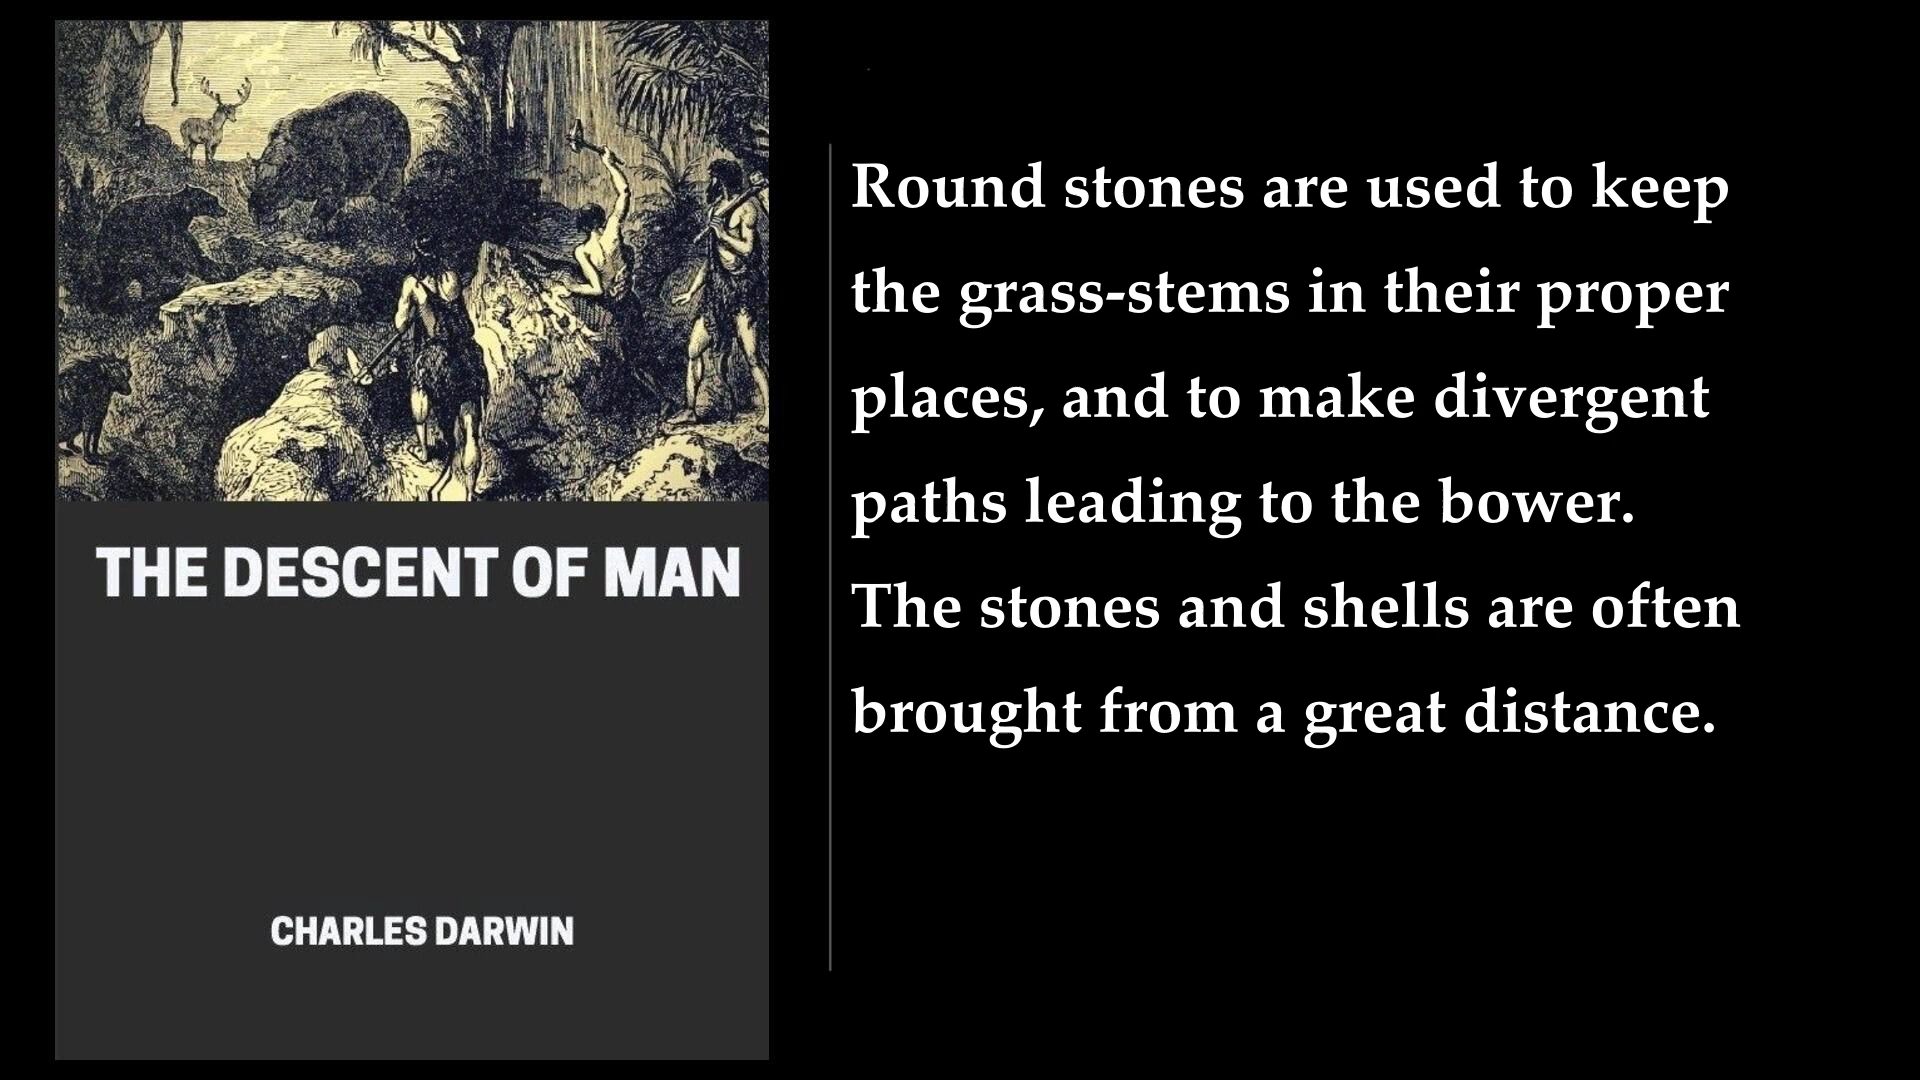 THE DESCENT OF MAN
CHARLES DARWIN
Round stones are used to keep
the grass-stems in their proper
places, and to make divergent
paths leading to the bower.
The stones and shells are often
brought from a great distance.